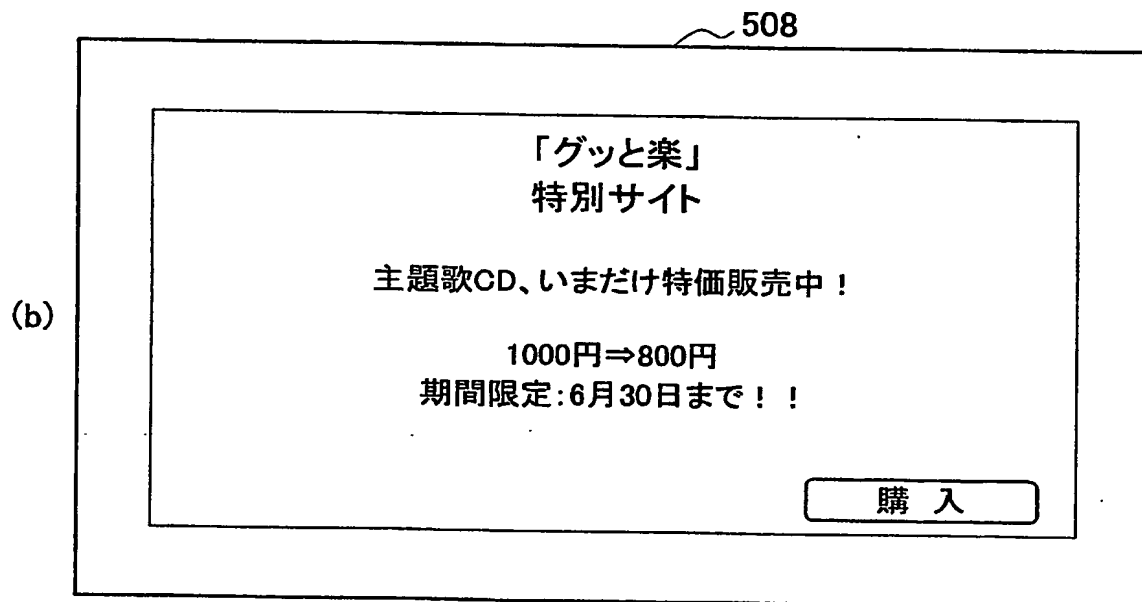 508
(b)
「グッと楽」
特別サイト
主題歌CD、いまだけ特価販売中！
1000円⇒800円
期間限定：6月30日まで！！
購 入